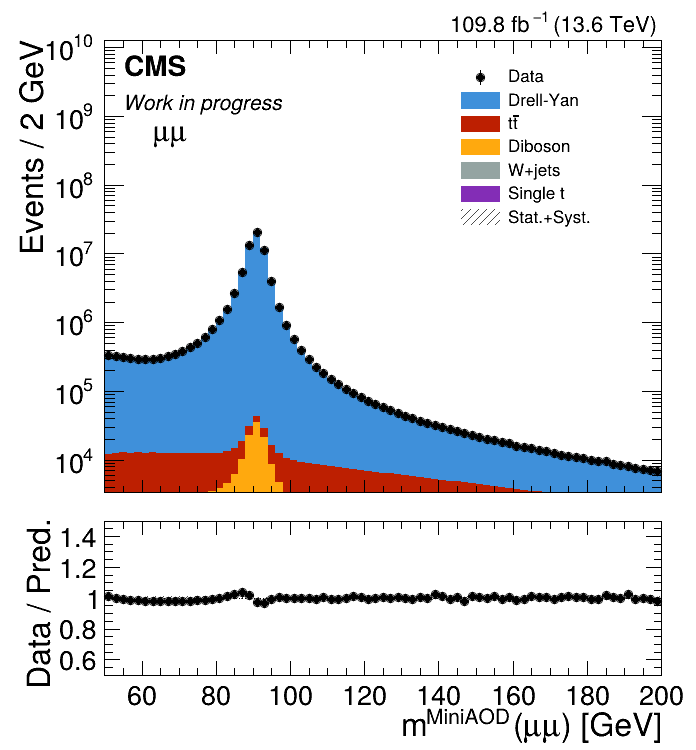 109.8 fb⁻¹ (13.6 TeV)
CMS
Work in progress
μμ
Data
Drell-Yan
tt̅
Diboson
W+jets
Single t
Stat.+Syst.
Events / 2 GeV
10¹⁰
10⁹
10⁸
10⁷
10⁶
10⁵
10⁴
Data / Pred.
1.4
1.2
1
0.8
0.6
60 80 100 120 140 160 180 200
m^MiniAOD (μμ) [GeV]